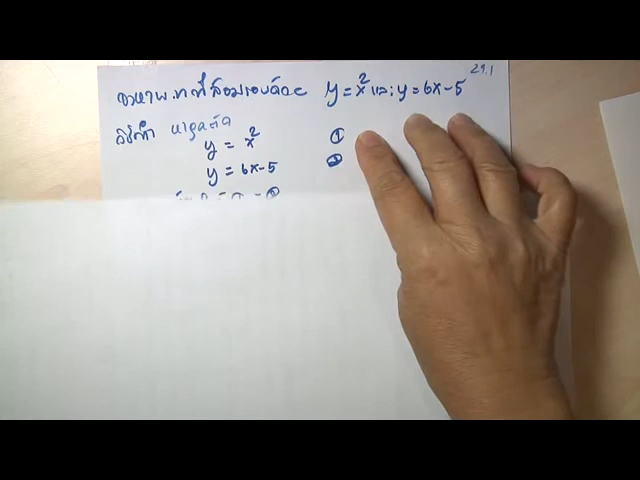 29.1
จงหา พ.ท ที่ล้อมรอบด้วย y = x² และ y = 6x-5
วิธีทำ หาจุดตัด
y = x² ①
y = 6x-5 ②